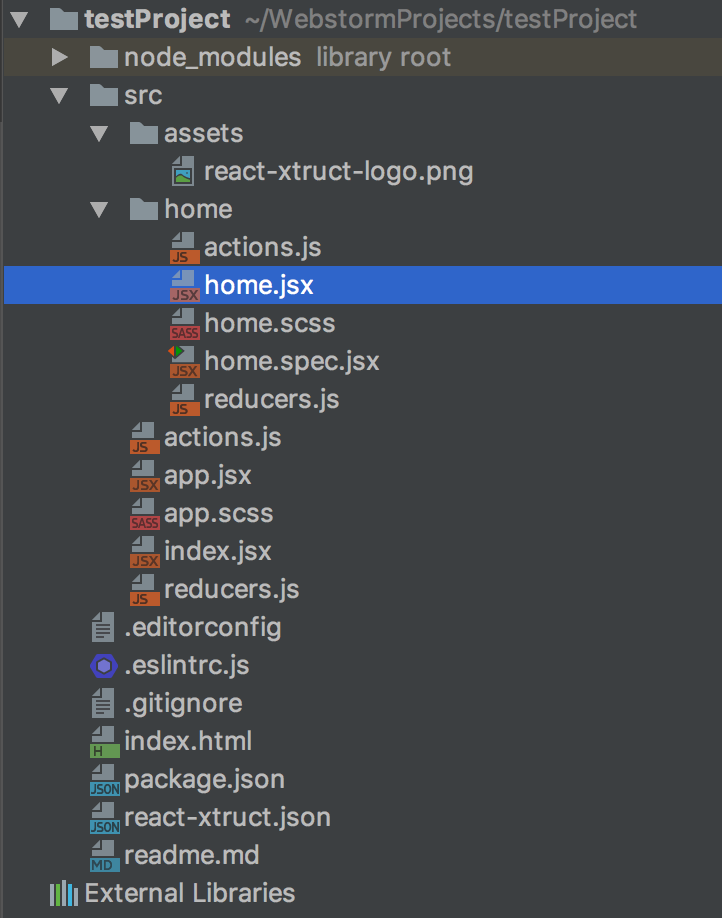 testProject ~/WebstormProjects/testProject
node_modules library root
src
assets
react-xtruct-logo.png
home
JS actions.js
JSX home.jsx
SASS home.scss
JSX home.spec.jsx
JS reducers.js
JS actions.js
JSX app.jsx
SASS app.scss
JSX index.jsx
JS reducers.js
.editorconfig
.eslintrc.js
.gitignore
H index.html
JSON package.json
JSON react-xtruct.json
MD readme.md
External Libraries